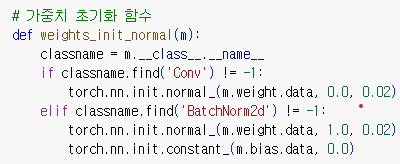 # 가중치 초기화 함수
def weights_init_normal(m):
    classname = m.__class__.__name__
    if classname.find('Conv') != -1:
        torch.nn.init.normal_(m.weight.data, 0.0, 0.02)
    elif classname.find('BatchNorm2d') != -1:
        torch.nn.init.normal_(m.weight.data, 1.0, 0.02)
        torch.nn.init.constant_(m.bias.data, 0.0)